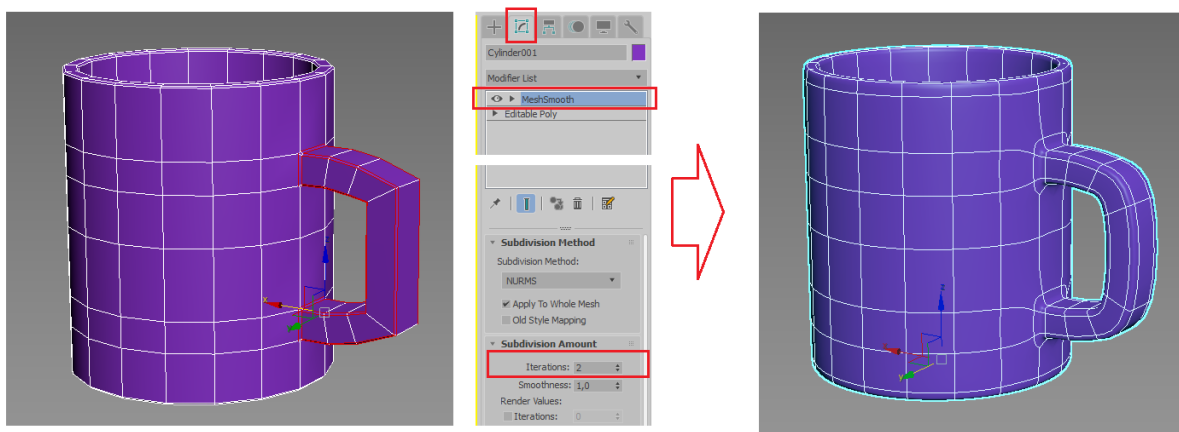 Cylinder001
Modifier List
MeshSmooth
Editable Poly
Subdivision Method
Subdivision Method:
NURMS
Apply To Whole Mesh
Old Style Mapping
Subdivision Amount
Iterations: 2
Smoothness: 1,0
Render Values:
Iterations: 0
x
y
z
x